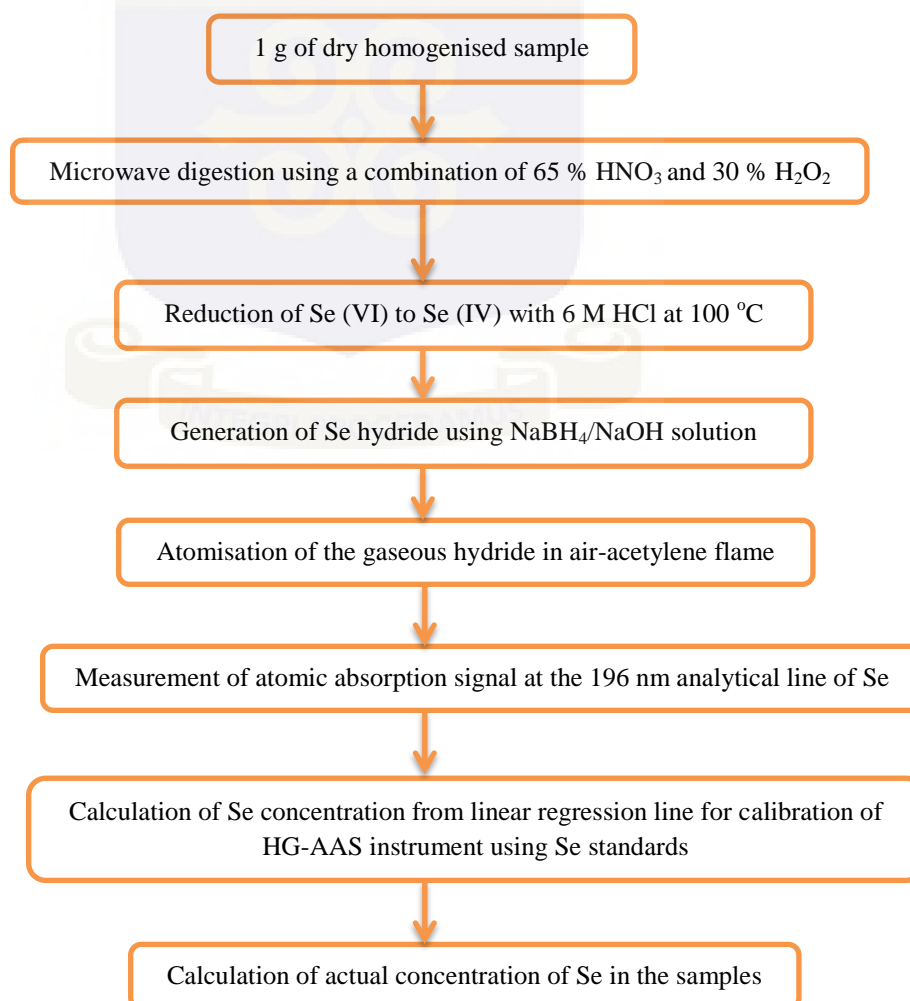 1 g of dry homogenised sample
Microwave digestion using a combination of 65 % HNO₃ and 30 % H₂O₂
Reduction of Se (VI) to Se (IV) with 6 M HCl at 100 °C
INTEGRI PROCEDAMUS
Generation of Se hydride using NaBH₄/NaOH solution
Atomisation of the gaseous hydride in air-acetylene flame
Measurement of atomic absorption signal at the 196 nm analytical line of Se
Calculation of Se concentration from linear regression line for calibration of
HG-AAS instrument using Se standards
Calculation of actual concentration of Se in the samples